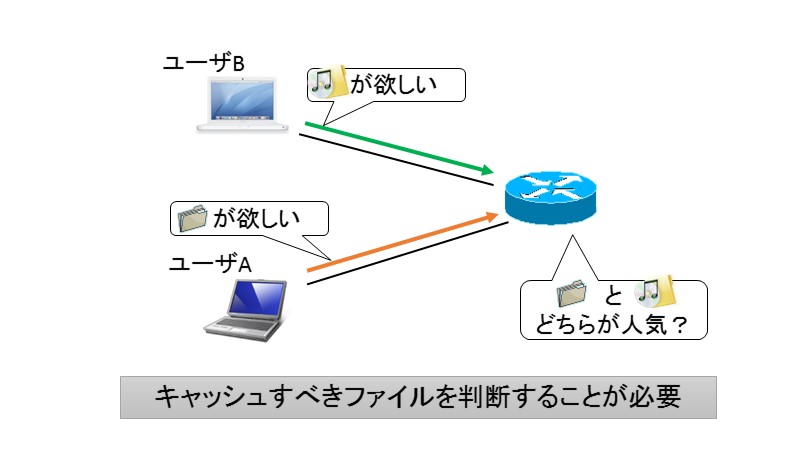 ユーザB
が欲しい
が欲しい
ユーザA
と
どちらが人気？
キャッシュすべきファイルを判断することが必要